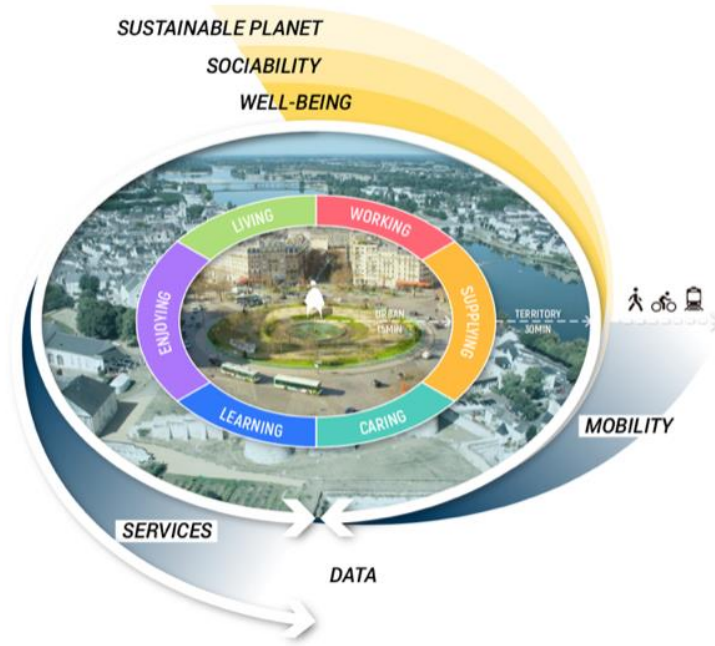 SUSTAINABLE PLANET
SOCIABILITY
WELL-BEING
LIVING
WORKING
ENJOYING
SUPPLYING
URBAN
15MIN
TERRITORY
30MIN
LEARNING
CARING
MOBILITY
SERVICES
DATA